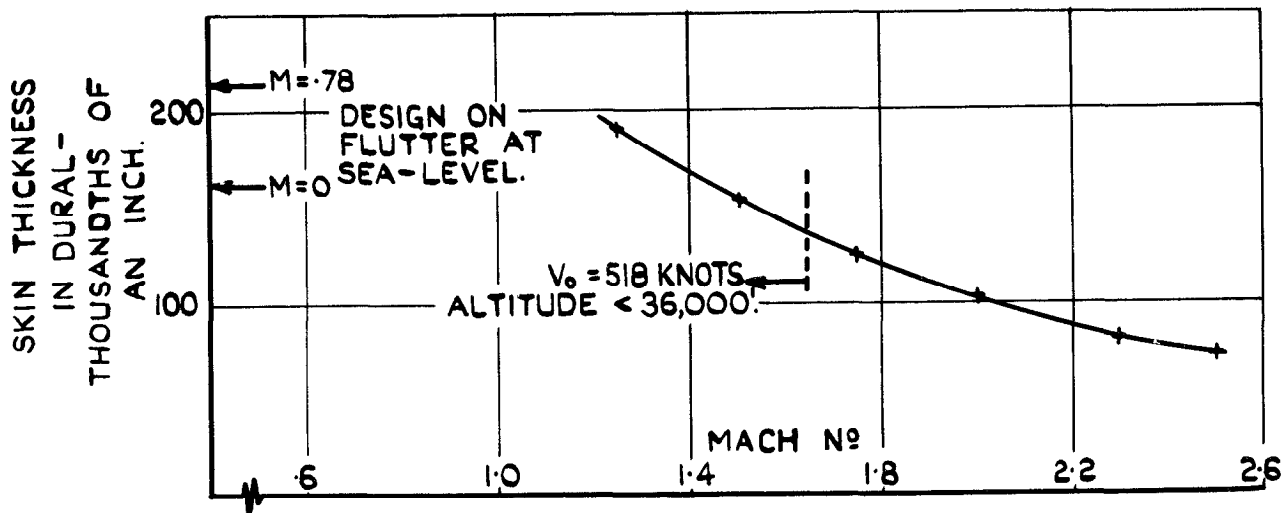 SKIN THICKNESS
IN DURAL-
THOUSANDTHS OF
AN INCH.
M=·78
200
DESIGN ON
FLUTTER AT
SEA-LEVEL.
M=0
V₀ = 518 KNOTS
ALTITUDE < 36,000'.
100
MACH Nº
·6
1·0
1·4
1·8
2·2
2·6